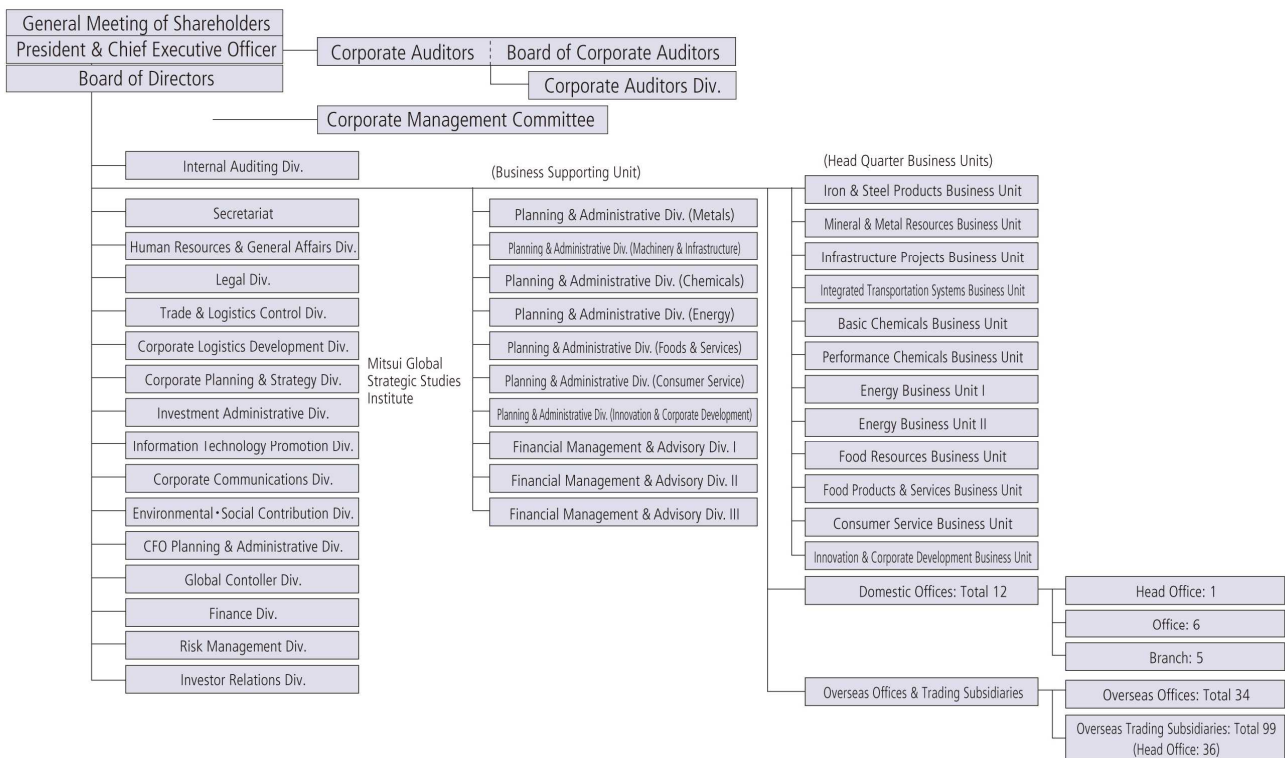 General Meeting of Shareholders
President & Chief Executive Officer
Board of Directors
Corporate Auditors
Board of Corporate Auditors
Corporate Auditors Div.
Corporate Management Committee
Internal Auditing Div.
Secretariat
Human Resources & General Affairs Div.
Legal Div.
Trade & Logistics Control Div.
Corporate Logistics Development Div.
Corporate Planning & Strategy Div.
Investment Administrative Div.
Information Technology Promotion Div.
Corporate Communications Div.
Environmental・Social Contribution Div.
CFO Planning & Administrative Div.
Global Contoller Div.
Finance Div.
Risk Management Div.
Investor Relations Div.
Mitsui Global
Strategic Studies
Institute
(Business Supporting Unit)
Planning & Administrative Div. (Metals)
Planning & Administrative Div. (Machinery & Infrastructure)
Planning & Administrative Div. (Chemicals)
Planning & Administrative Div. (Energy)
Planning & Administrative Div. (Foods & Services)
Planning & Administrative Div. (Consumer Service)
Planning & Administrative Div. (Innovation & Corporate Development)
Financial Management & Advisory Div. I
Financial Management & Advisory Div. II
Financial Management & Advisory Div. III
(Head Quarter Business Units)
Iron & Steel Products Business Unit
Mineral & Metal Resources Business Unit
Infrastructure Projects Business Unit
Integrated Transportation Systems Business Unit
Basic Chemicals Business Unit
Performance Chemicals Business Unit
Energy Business Unit I
Energy Business Unit II
Food Resources Business Unit
Food Products & Services Business Unit
Consumer Service Business Unit
Innovation & Corporate Development Business Unit
Domestic Offices: Total 12
Head Office: 1
Office: 6
Branch: 5
Overseas Offices & Trading Subsidiaries
Overseas Offices: Total 34
Overseas Trading Subsidiaries: Total 99
(Head Office: 36)